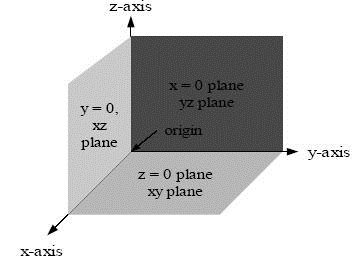 z-axis
x = 0 plane
yz plane
y = 0,
xz
plane
origin
y-axis
z = 0 plane
xy plane
x-axis